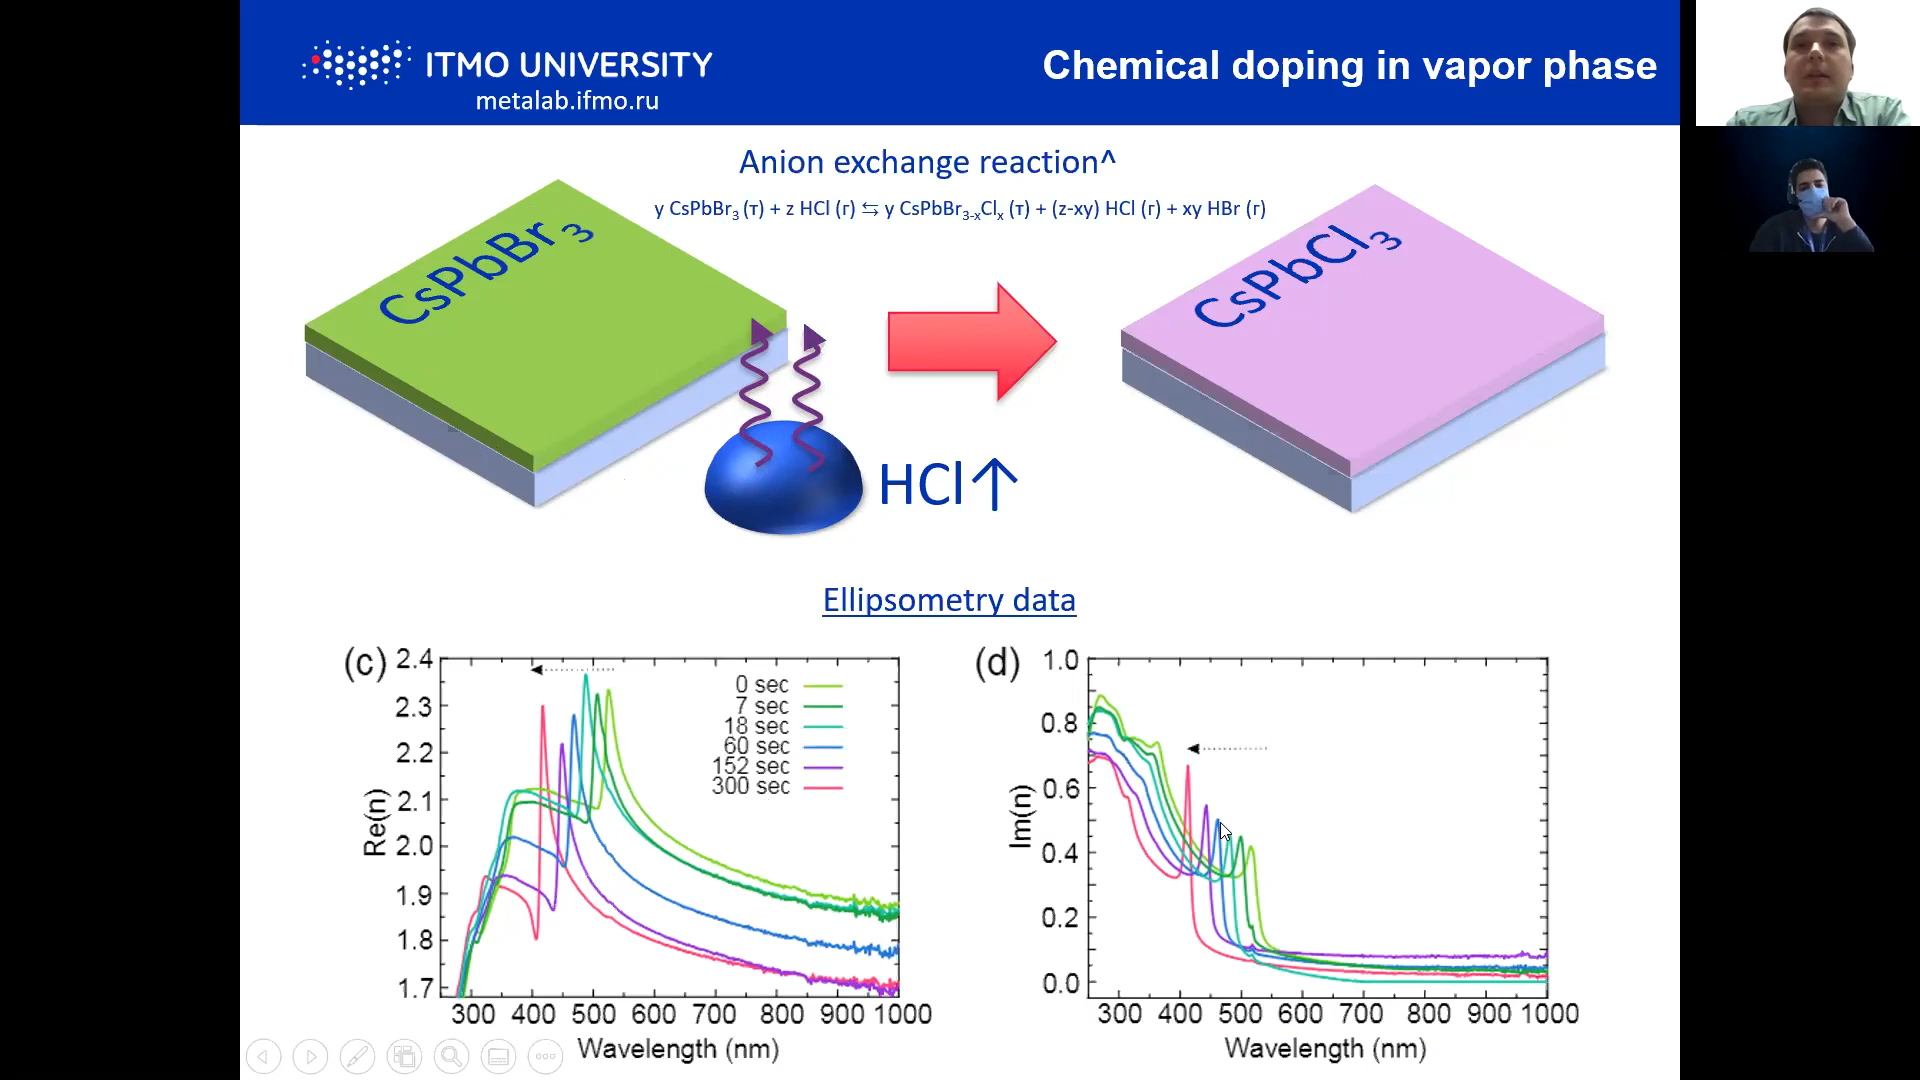 ITMO UNIVERSITY
metalab.ifmo.ru
Chemical doping in vapor phase
Anion exchange reaction^
y CsPbBr₃ (т) + z HCl (г) ⇆ y CsPbBr₃₋ₓClₓ (т) + (z-xy) HCl (г) + xy HBr (г)
CsPbBr₃
CsPbCl₃
HCl↑
Ellipsometry data
(c)
2.4
2.3
2.2
2.1
2.0
1.9
1.8
1.7
Re(n)
0 sec
7 sec
18 sec
60 sec
152 sec
300 sec
300 400 500 600 700 800 900 1000
Wavelength (nm)
(d)
1.0
0.8
0.6
0.4
0.2
0.0
Im(n)
300 400 500 600 700 800 900 1000
Wavelength (nm)